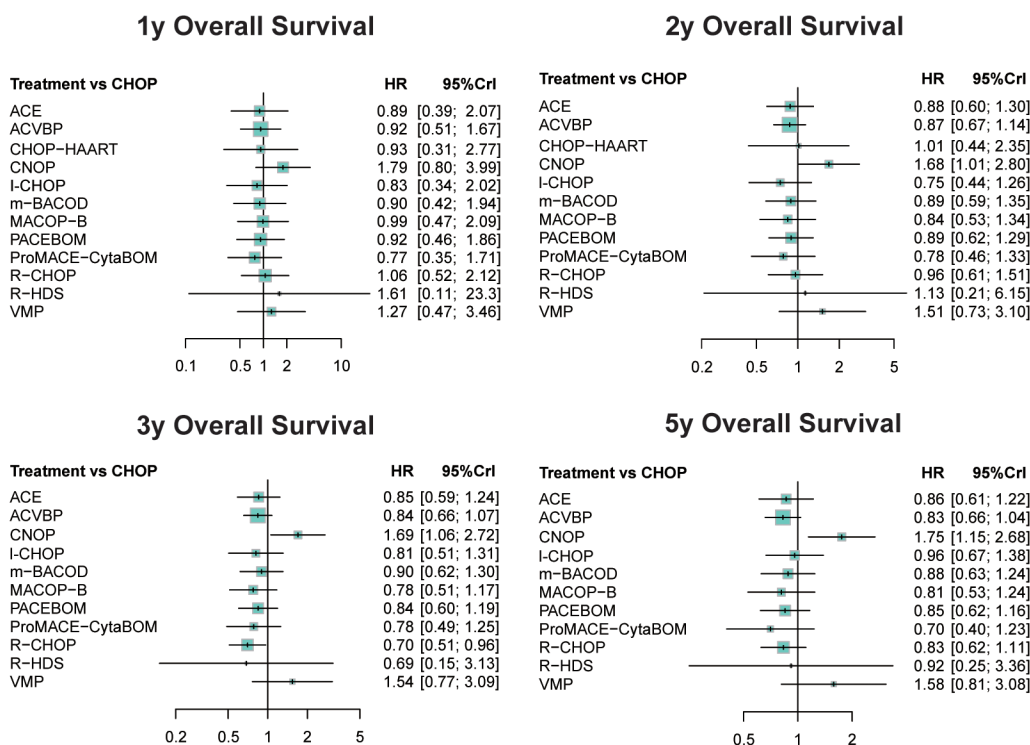 1y Overall Survival
Treatment vs CHOP HR 95%CrI
ACE 0.89 [0.39; 2.07]
ACVBP 0.92 [0.51; 1.67]
CHOP−HAART 0.93 [0.31; 2.77]
CNOP 1.79 [0.80; 3.99]
I-CHOP 0.83 [0.34; 2.02]
m−BACOD 0.90 [0.42; 1.94]
MACOP−B 0.99 [0.47; 2.09]
PACEBOM 0.92 [0.46; 1.86]
ProMACE−CytaBOM 0.77 [0.35; 1.71]
R−CHOP 1.06 [0.52; 2.12]
R−HDS 1.61 [0.11; 23.3]
VMP 1.27 [0.47; 3.46]
0.1 0.5 1 2 10
2y Overall Survival
Treatment vs CHOP HR 95%CrI
ACE 0.88 [0.60; 1.30]
ACVBP 0.87 [0.67; 1.14]
CHOP−HAART 1.01 [0.44; 2.35]
CNOP 1.68 [1.01; 2.80]
I-CHOP 0.75 [0.44; 1.26]
m−BACOD 0.89 [0.59; 1.35]
MACOP−B 0.84 [0.53; 1.34]
PACEBOM 0.89 [0.62; 1.29]
ProMACE−CytaBOM 0.78 [0.46; 1.33]
R−CHOP 0.96 [0.61; 1.51]
R−HDS 1.13 [0.21; 6.15]
VMP 1.51 [0.73; 3.10]
0.2 0.5 1 2 5
3y Overall Survival
Treatment vs CHOP HR 95%CrI
ACE 0.85 [0.59; 1.24]
ACVBP 0.84 [0.66; 1.07]
CNOP 1.69 [1.06; 2.72]
I-CHOP 0.81 [0.51; 1.31]
m−BACOD 0.90 [0.62; 1.30]
MACOP−B 0.78 [0.51; 1.17]
PACEBOM 0.84 [0.60; 1.19]
ProMACE−CytaBOM 0.78 [0.49; 1.25]
R−CHOP 0.70 [0.51; 0.96]
R−HDS 0.69 [0.15; 3.13]
VMP 1.54 [0.77; 3.09]
0.2 0.5 1 2 5
5y Overall Survival
Treatment vs CHOP HR 95%CrI
ACE 0.86 [0.61; 1.22]
ACVBP 0.83 [0.66; 1.04]
CNOP 1.75 [1.15; 2.68]
I-CHOP 0.96 [0.67; 1.38]
m−BACOD 0.88 [0.63; 1.24]
MACOP−B 0.81 [0.53; 1.24]
PACEBOM 0.85 [0.62; 1.16]
ProMACE−CytaBOM 0.70 [0.40; 1.23]
R−CHOP 0.83 [0.62; 1.11]
R−HDS 0.92 [0.25; 3.36]
VMP 1.58 [0.81; 3.08]
0.5 1 2